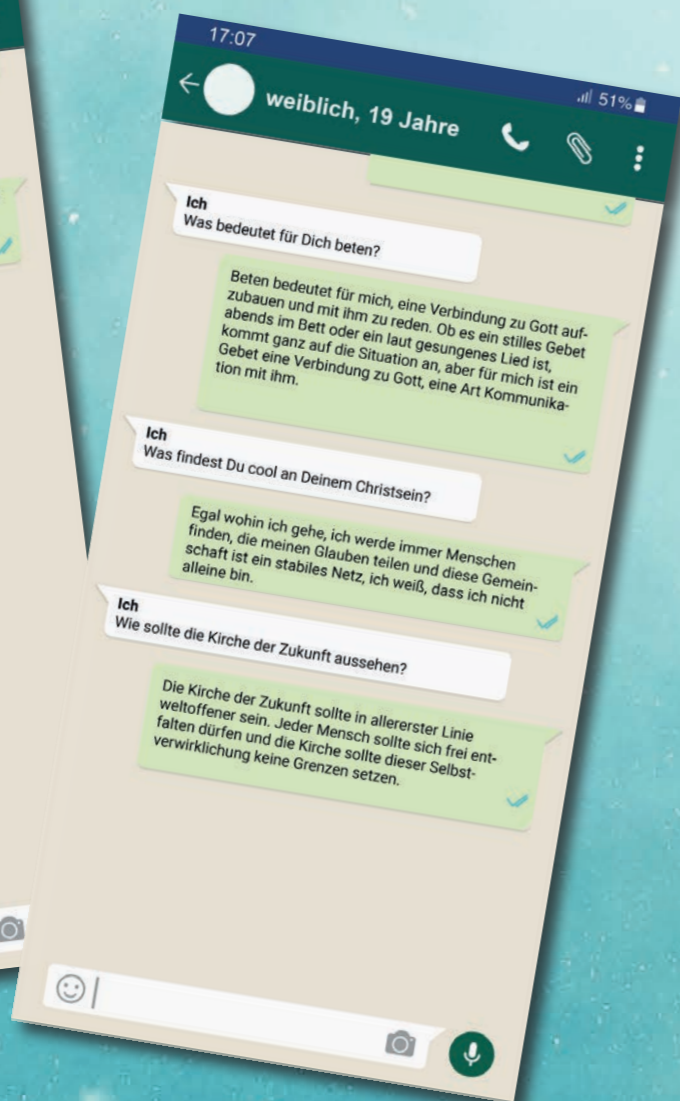 17:07
51%
weiblich, 19 Jahre
Ich
Was bedeutet für Dich beten?
Beten bedeutet für mich, eine Verbindung zu Gott auf-
zubauen und mit ihm zu reden. Ob es ein stilles Gebet
abends im Bett oder ein laut gesungenes Lied ist,
kommt ganz auf die Situation an, aber für mich ist ein
Gebet eine Verbindung zu Gott, eine Art Kommunika-
tion mit ihm.
Ich
Was findest Du cool an Deinem Christsein?
Egal wohin ich gehe, ich werde immer Menschen
finden, die meinen Glauben teilen und diese Gemein-
schaft ist ein stabiles Netz, ich weiß, dass ich nicht
alleine bin.
Ich
Wie sollte die Kirche der Zukunft aussehen?
Die Kirche der Zukunft sollte in allererster Linie
weltoffener sein. Jeder Mensch sollte sich frei ent-
falten dürfen und die Kirche sollte dieser Selbst-
verwirklichung keine Grenzen setzen.